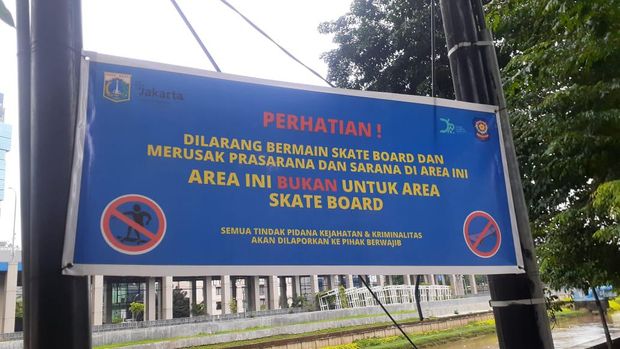 Jakarta
PERHATIAN !
DILARANG BERMAIN SKATE BOARD DAN
MERUSAK PRASARANA DAN SARANA DI AREA INI
AREA INI BUKAN UNTUK AREA
SKATE BOARD
SEMUA TINDAK PIDANA KEJAHATAN & KRIMINALITAS
AKAN DILAPORKAN KE PIHAK BERWAJIB